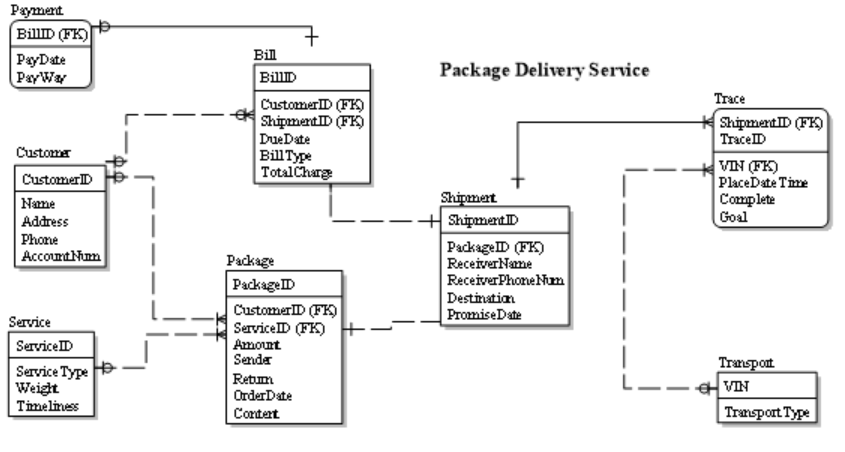 Payment
BillID (FK)
PayDate
PayWay
Bill
BillID
CustomerID (FK)
ShipmentID (FK)
DueDate
BillType
TotalCharge
Package Delivery Service
Trace
ShipmentID (FK)
TraceID
VIN (FK)
PlaceDateTime
Complete
Goal
Customer
CustomerID
Name
Address
Phone
AccountNum
Shipment
ShipmentID
PackageID (FK)
ReceiverName
ReceiverPhoneNum
Destination
PromiseDate
Package
PackageID
CustomerID (FK)
ServiceID (FK)
Amount
Sender
Return
OrderDate
Content
Service
ServiceID
ServiceType
Weight
Timeliness
Transport
VIN
TransportType